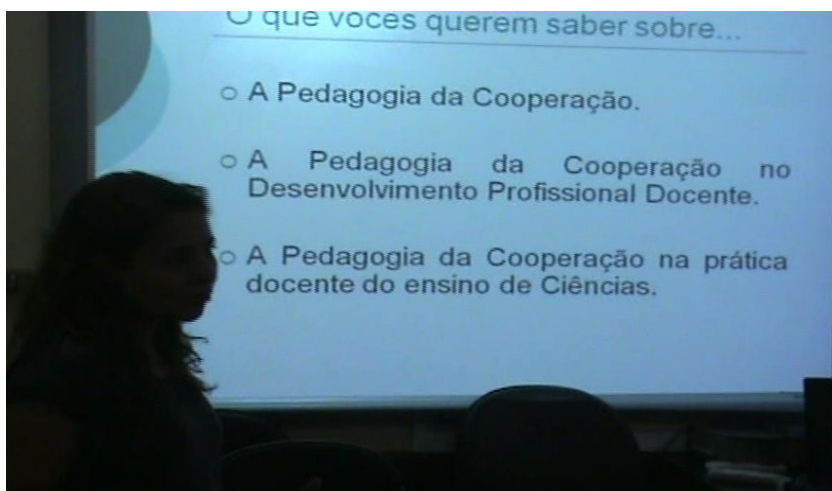 O que voces querem saber sobre...
○ A Pedagogia da Cooperação.
○ A Pedagogia da Cooperação no
Desenvolvimento Profissional Docente.
○ A Pedagogia da Cooperação na prática
docente do ensino de Ciências.